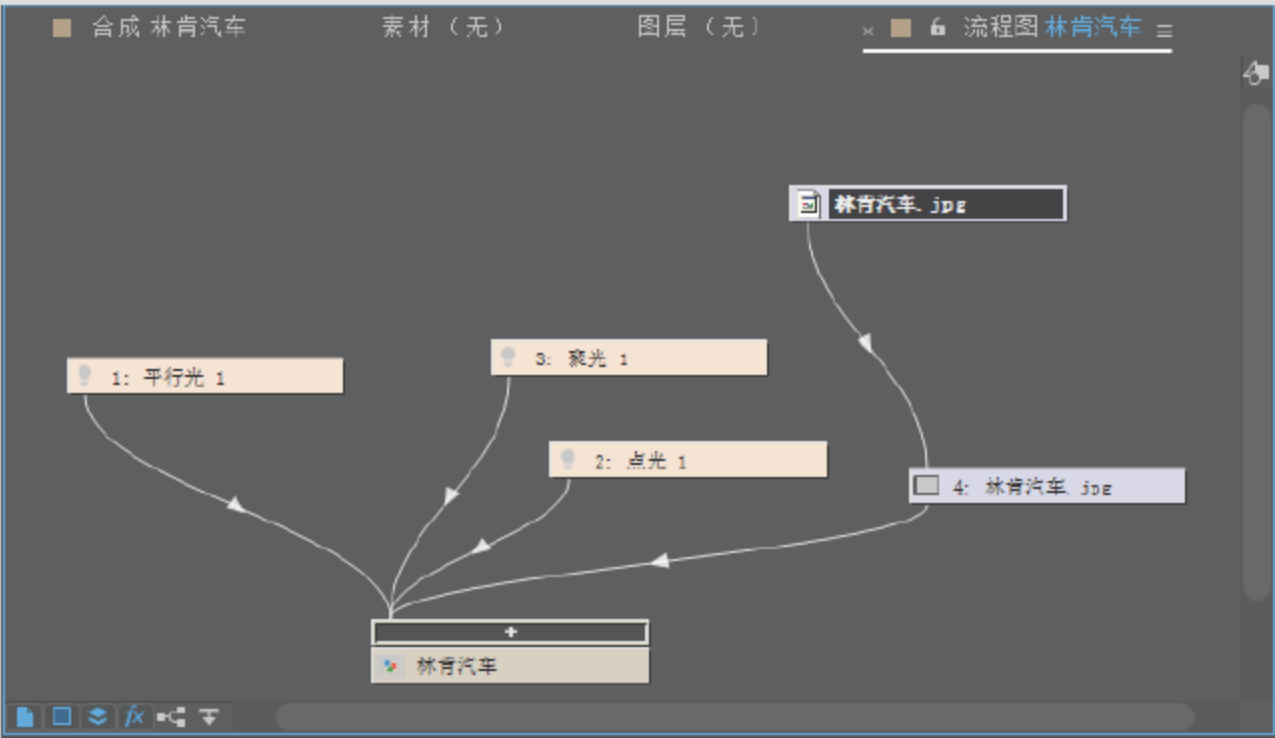 合成 林肯汽车 素材（无） 图层（无） × 流程图 林肯汽车 ≡
林肯汽车.jpg
3: 聚光 1
1: 平行光 1
2: 点光 1
4: 林肯汽车.jpg
+
林肯汽车
fx